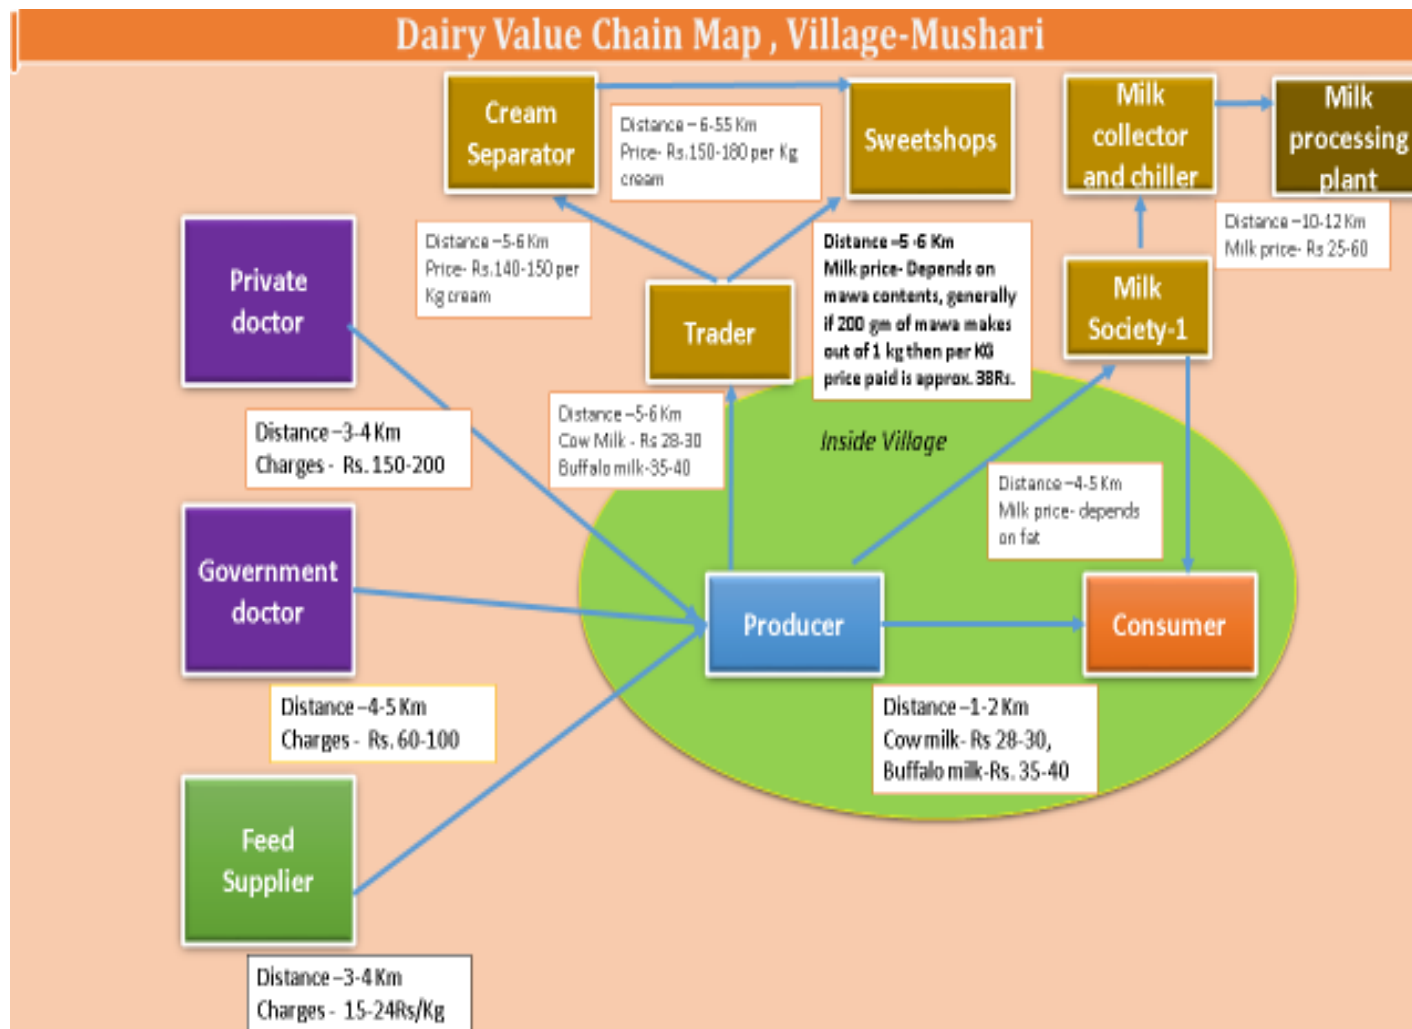 Dairy Value Chain Map , Village-Mushari
Cream
Separator
Distance – 6-55 Km
Price- Rs.150-180 per Kg
cream
Sweetshops
Milk
collector
and chiller
Milk
processing
plant
Distance –10-12 Km
Milk price- Rs 25-60
Private
doctor
Distance –5-6 Km
Price- Rs.140-150 per
Kg cream
Trader
Distance –5 -6 Km
Milk price- Depends on
mawa contents, generally
if 200 gm of mawa makes
out of 1 kg then per KG
price paid is approx. 38Rs.
Milk
Society-1
Distance –3-4 Km
Charges - Rs. 150-200
Distance –5-6 Km
Cow Milk - Rs 28-30
Buffalo milk-35-40
Inside Village
Distance –4-5 Km
Milk price- depends
on fat
Government
doctor
Producer
Consumer
Distance –4-5 Km
Charges - Rs. 60-100
Distance –1-2 Km
Cow milk- Rs 28-30,
Buffalo milk-Rs. 35-40
Feed
Supplier
Distance –3-4 Km
Charges - 15-24Rs/Kg